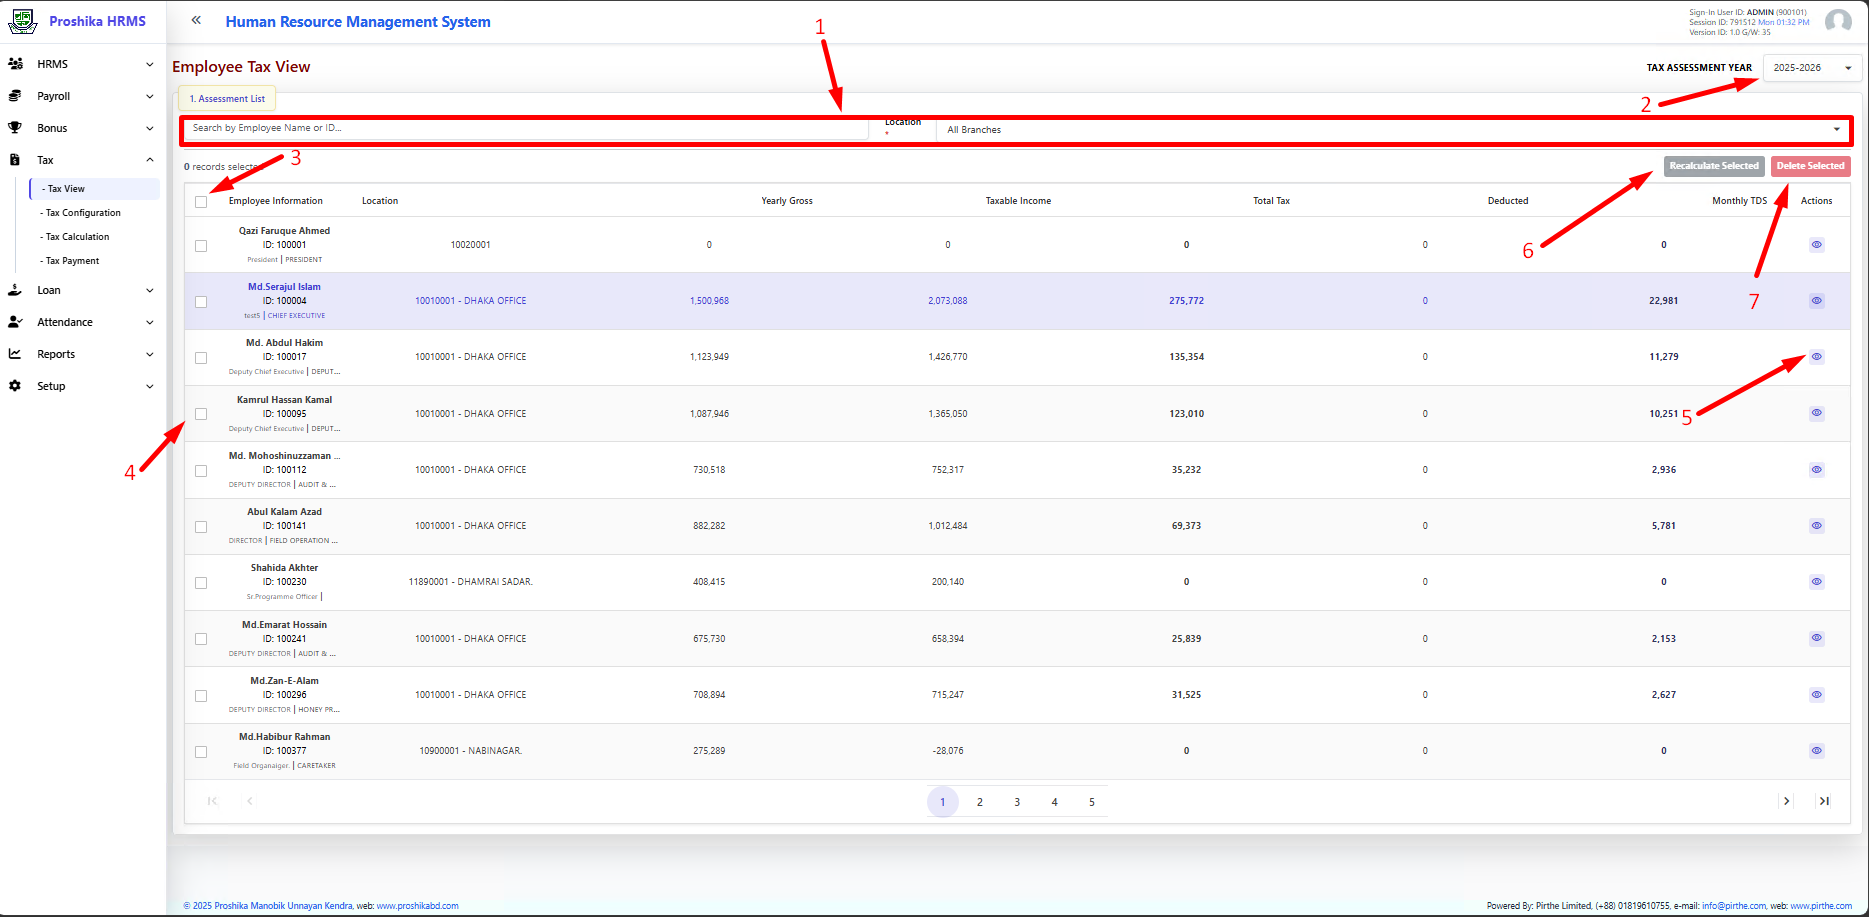 Proshika HRMS
Human Resource Management System
Sign-In User ID: ADMIN (900101)
Session ID: 791512 Mon 01:32 PM
Version ID: 1.0 G/W: 35
1
HRMS
Payroll
Bonus
Tax
- Tax View
- Tax Configuration
- Tax Calculation
- Tax Payment
Loan
Attendance
Reports
Setup
Employee Tax View
TAX ASSESSMENT YEAR 2025-2026
2
1. Assessment List
Search by Employee Name or ID...
Location
*
All Branches
0 records selecte
3
Recalculate Selected
Delete Selected
6
7
Employee Information Location Yearly Gross Taxable Income Total Tax Deducted Monthly TDS Actions
Qazi Faruque Ahmed
ID: 100001 10020001 0 0 0 0 0
President | PRESIDENT
Md.Serajul Islam
ID: 100004 10010001 - DHAKA OFFICE 1,500,968 2,073,088 275,772 0 22,981
test5 | CHIEF EXECUTIVE
Md. Abdul Hakim
ID: 100017 10010001 - DHAKA OFFICE 1,123,949 1,426,770 135,354 0 11,279
Deputy Chief Executive | DEPUT...
5
Kamrul Hassan Kamal
ID: 100095 10010001 - DHAKA OFFICE 1,087,946 1,365,050 123,010 0 10,251
Deputy Chief Executive | DEPUT...
4
Md. Mohoshinuzzaman ...
ID: 100112 10010001 - DHAKA OFFICE 730,518 752,317 35,232 0 2,936
DEPUTY DIRECTOR | AUDIT & ...
Abul Kalam Azad
ID: 100141 10010001 - DHAKA OFFICE 882,282 1,012,484 69,373 0 5,781
DIRECTOR | FIELD OPERATION ...
Shahida Akhter
ID: 100230 11890001 - DHAMRAI SADAR. 408,415 200,140 0 0 0
Sr.Programme Officer |
Md.Emarat Hossain
ID: 100241 10010001 - DHAKA OFFICE 675,730 658,394 25,839 0 2,153
DEPUTY DIRECTOR | AUDIT & ...
Md.Zan-E-Alam
ID: 100296 10010001 - DHAKA OFFICE 708,894 715,247 31,525 0 2,627
DEPUTY DIRECTOR | HONEY PR...
Md.Habibur Rahman
ID: 100377 10900001 - NABINAGAR. 275,289 -28,076 0 0 0
Field Organaiger. | CARETAKER
1 2 3 4 5
© 2025 Proshika Manobik Unnayan Kendra, web: www.proshikabd.com
Powered By: Pirthe Limited, (+88) 01819610755, e-mail: info@pirthe.com, web: www.pirthe.com